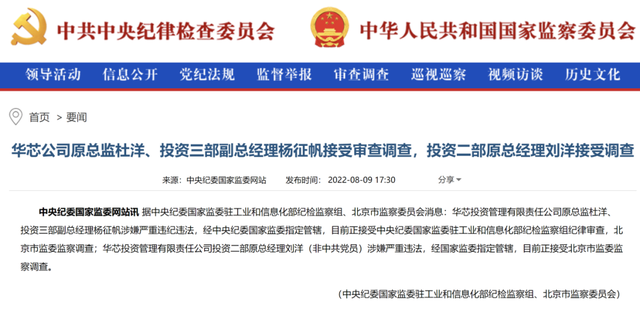 中共中央纪律检查委员会 中华人民共和国国家监察委员会
领导活动 信息公开 党纪法规 监督举报 审查调查 巡视巡察 视频访谈 历史文化
首页 > 要闻
华芯公司原总监杜洋、投资三部副总经理杨征帆接受审查调查，投资二部原总经理刘洋接受调查
来源：中央纪委国家监委网站 发布时间： 2022-08-09 17:30 分享
中央纪委国家监委网站讯 据中央纪委国家监委驻工业和信息化部纪检监察组、北京市监察委员会消息：华芯投资管理有限责任公司原总监杜洋、
投资三部副总经理杨征帆涉嫌严重违纪违法，经中央纪委国家监委指定管辖，目前正接受中央纪委国家监委驻工业和信息化部纪检监察组纪律审查，北
京市监委监察调查；华芯投资管理有限责任公司投资二部原总经理刘洋（非中共党员）涉嫌严重违法，经国家监委指定管辖，目前正接受北京市监委监
察调查。
（中央纪委国家监委驻工业和信息化部纪检监察组、北京市监察委员会）